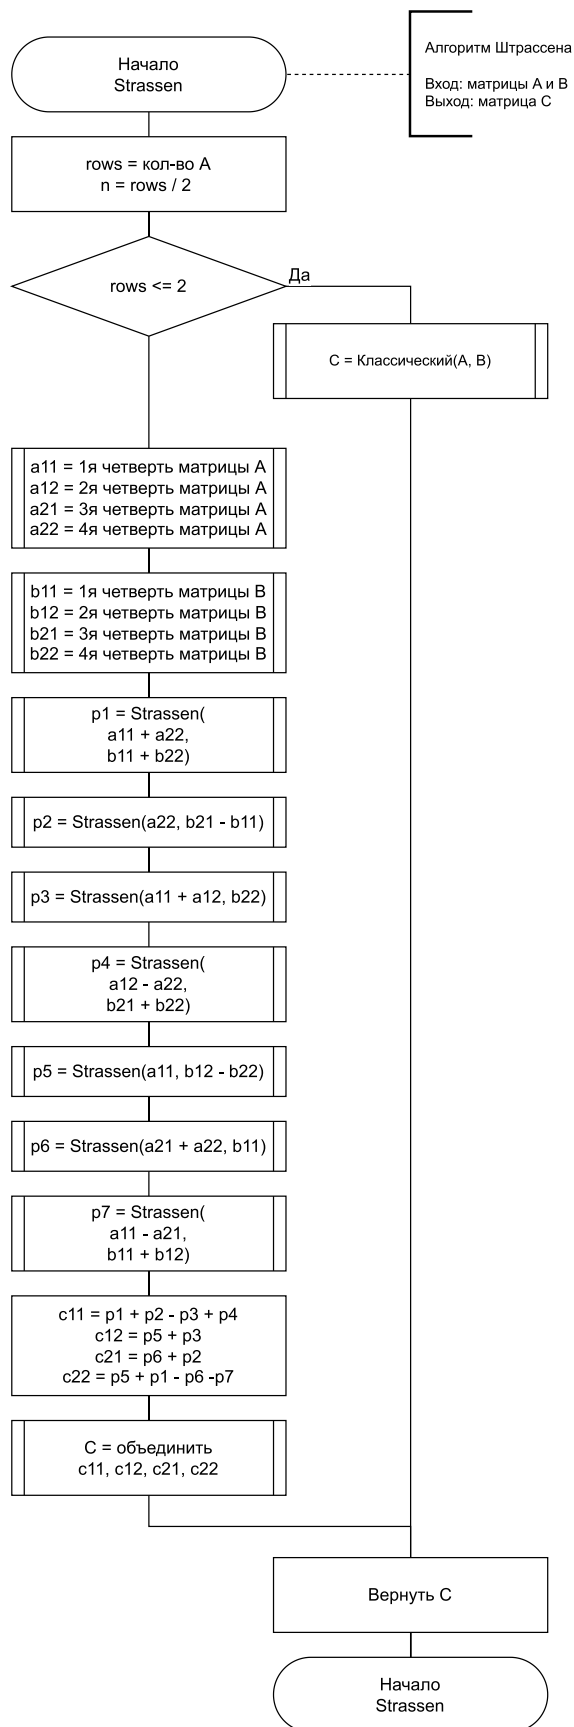 Начало
Strassen
Алгоритм Штрассена
Вход: матрицы A и B
Выход: матрица C
rows = кол-во A
n = rows / 2
rows <= 2
Да
C = Классический(A, B)
a11 = 1я четверть матрицы A
a12 = 2я четверть матрицы A
a21 = 3я четверть матрицы A
a22 = 4я четверть матрицы A
b11 = 1я четверть матрицы B
b12 = 2я четверть матрицы B
b21 = 3я четверть матрицы B
b22 = 4я четверть матрицы B
p1 = Strassen(
a11 + a22,
b11 + b22)
p2 = Strassen(a22, b21 - b11)
p3 = Strassen(a11 + a12, b22)
p4 = Strassen(
a12 - a22,
b21 + b22)
p5 = Strassen(a11, b12 - b22)
p6 = Strassen(a21 + a22, b11)
p7 = Strassen(
a11 - a21,
b11 + b12)
c11 = p1 + p2 - p3 + p4
c12 = p5 + p3
c21 = p6 + p2
c22 = p5 + p1 - p6 -p7
C = объединить
c11, c12, c21, c22
Вернуть C
Начало
Strassen